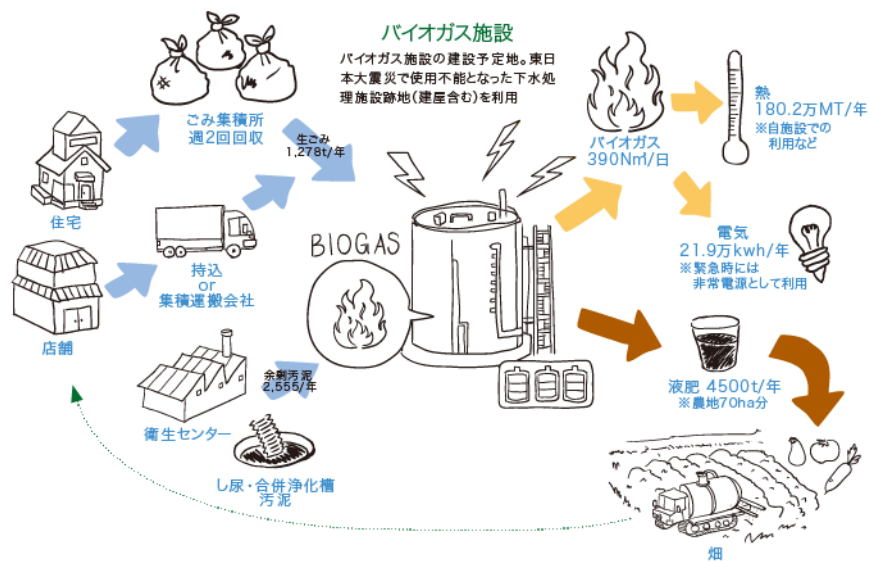 バイオガス施設
バイオガス施設の建設予定地。東日
本大震災で使用不能となった下水処
理施設跡地(建屋含む)を利用
ごみ集積所
週2回回収
生ごみ
1,278t/年
住宅
持込
or
集積運搬会社
店舗
衛生センター
余剰汚泥
2,555/年
し尿・合併浄化槽
汚泥
BIOGAS
バイオガス
390N㎥/日
熱
180.2万MT/年
※自施設での
利用など
電気
21.9万kwh/年
※緊急時には
非常電源として利用
液肥 4500t/年
※農地70ha分
畑